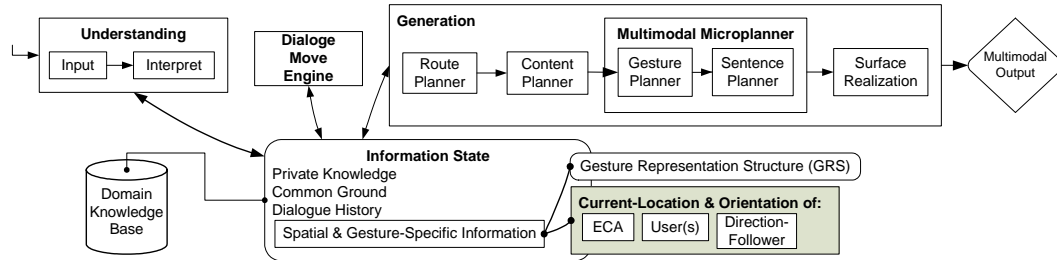 Understanding
Input
Interpret
Dialoge
Move
Engine
Generation
Route
Planner
Content
Planner
Multimodal Microplanner
Gesture
Planner
Sentence
Planner
Surface
Realization
Multimodal
Output
Domain
Knowledge
Base
Information State
Private Knowledge
Common Ground
Dialogue History
Spatial & Gesture-Specific Information
Gesture Representation Structure (GRS)
Current-Location & Orientation of:
ECA
User(s)
Direction-
Follower